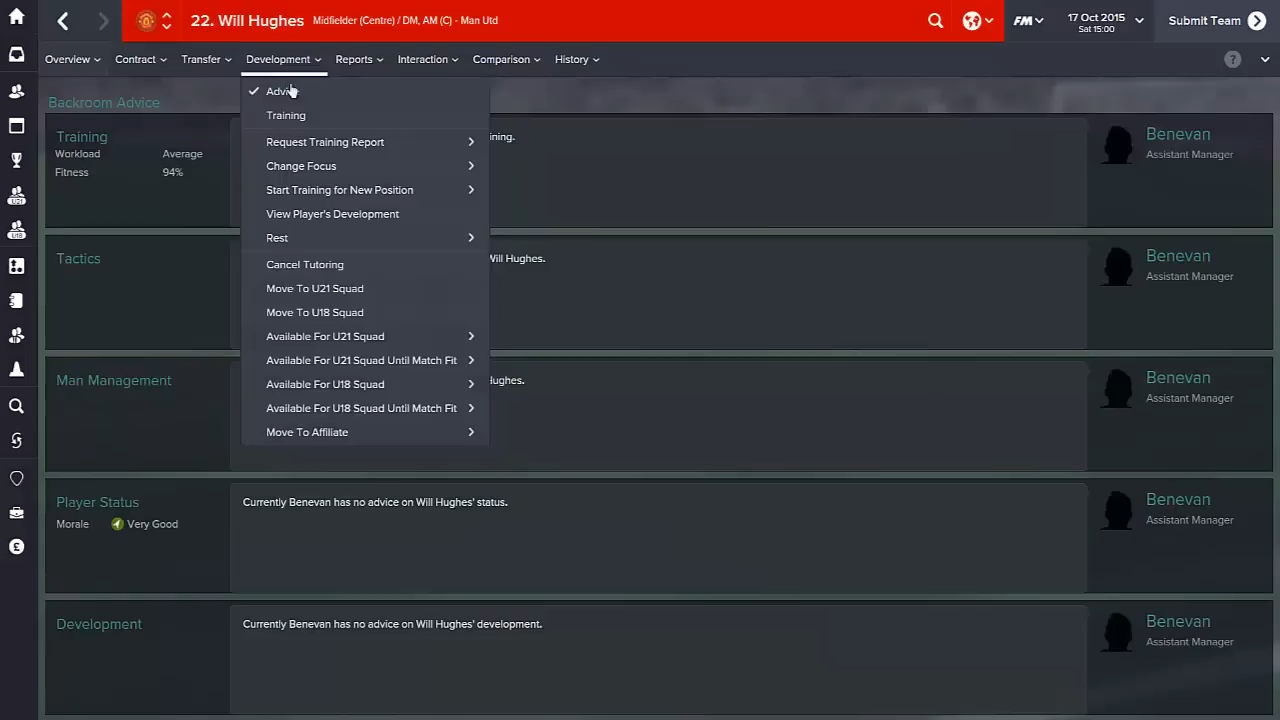 22. Will Hughes Midfielder (Centre) / DM, AM (C) - Man Utd
FM
17 Oct 2015
Sat 15:00
Submit Team
Overview Contract Transfer Development Reports Interaction Comparison History
?
U21
U18
£
Backroom Advice
Training
Workload Average
Fitness 94%
Benevan
Assistant Manager
Training
Request Training Report
Change Focus
Start Training for New Position
View Player's Development
Rest
Cancel Tutoring
Move To U21 Squad
Move To U18 Squad
Available For U21 Squad
Available For U21 Squad Until Match Fit
Available For U18 Squad
Available For U18 Squad Until Match Fit
Move To Affiliate
Tactics
Will Hughes.
Benevan
Assistant Manager
Man Management
Hughes.
Benevan
Assistant Manager
Player Status
Morale Very Good
Currently Benevan has no advice on Will Hughes' status.
Benevan
Assistant Manager
Development
Currently Benevan has no advice on Will Hughes' development.
Benevan
Assistant Manager